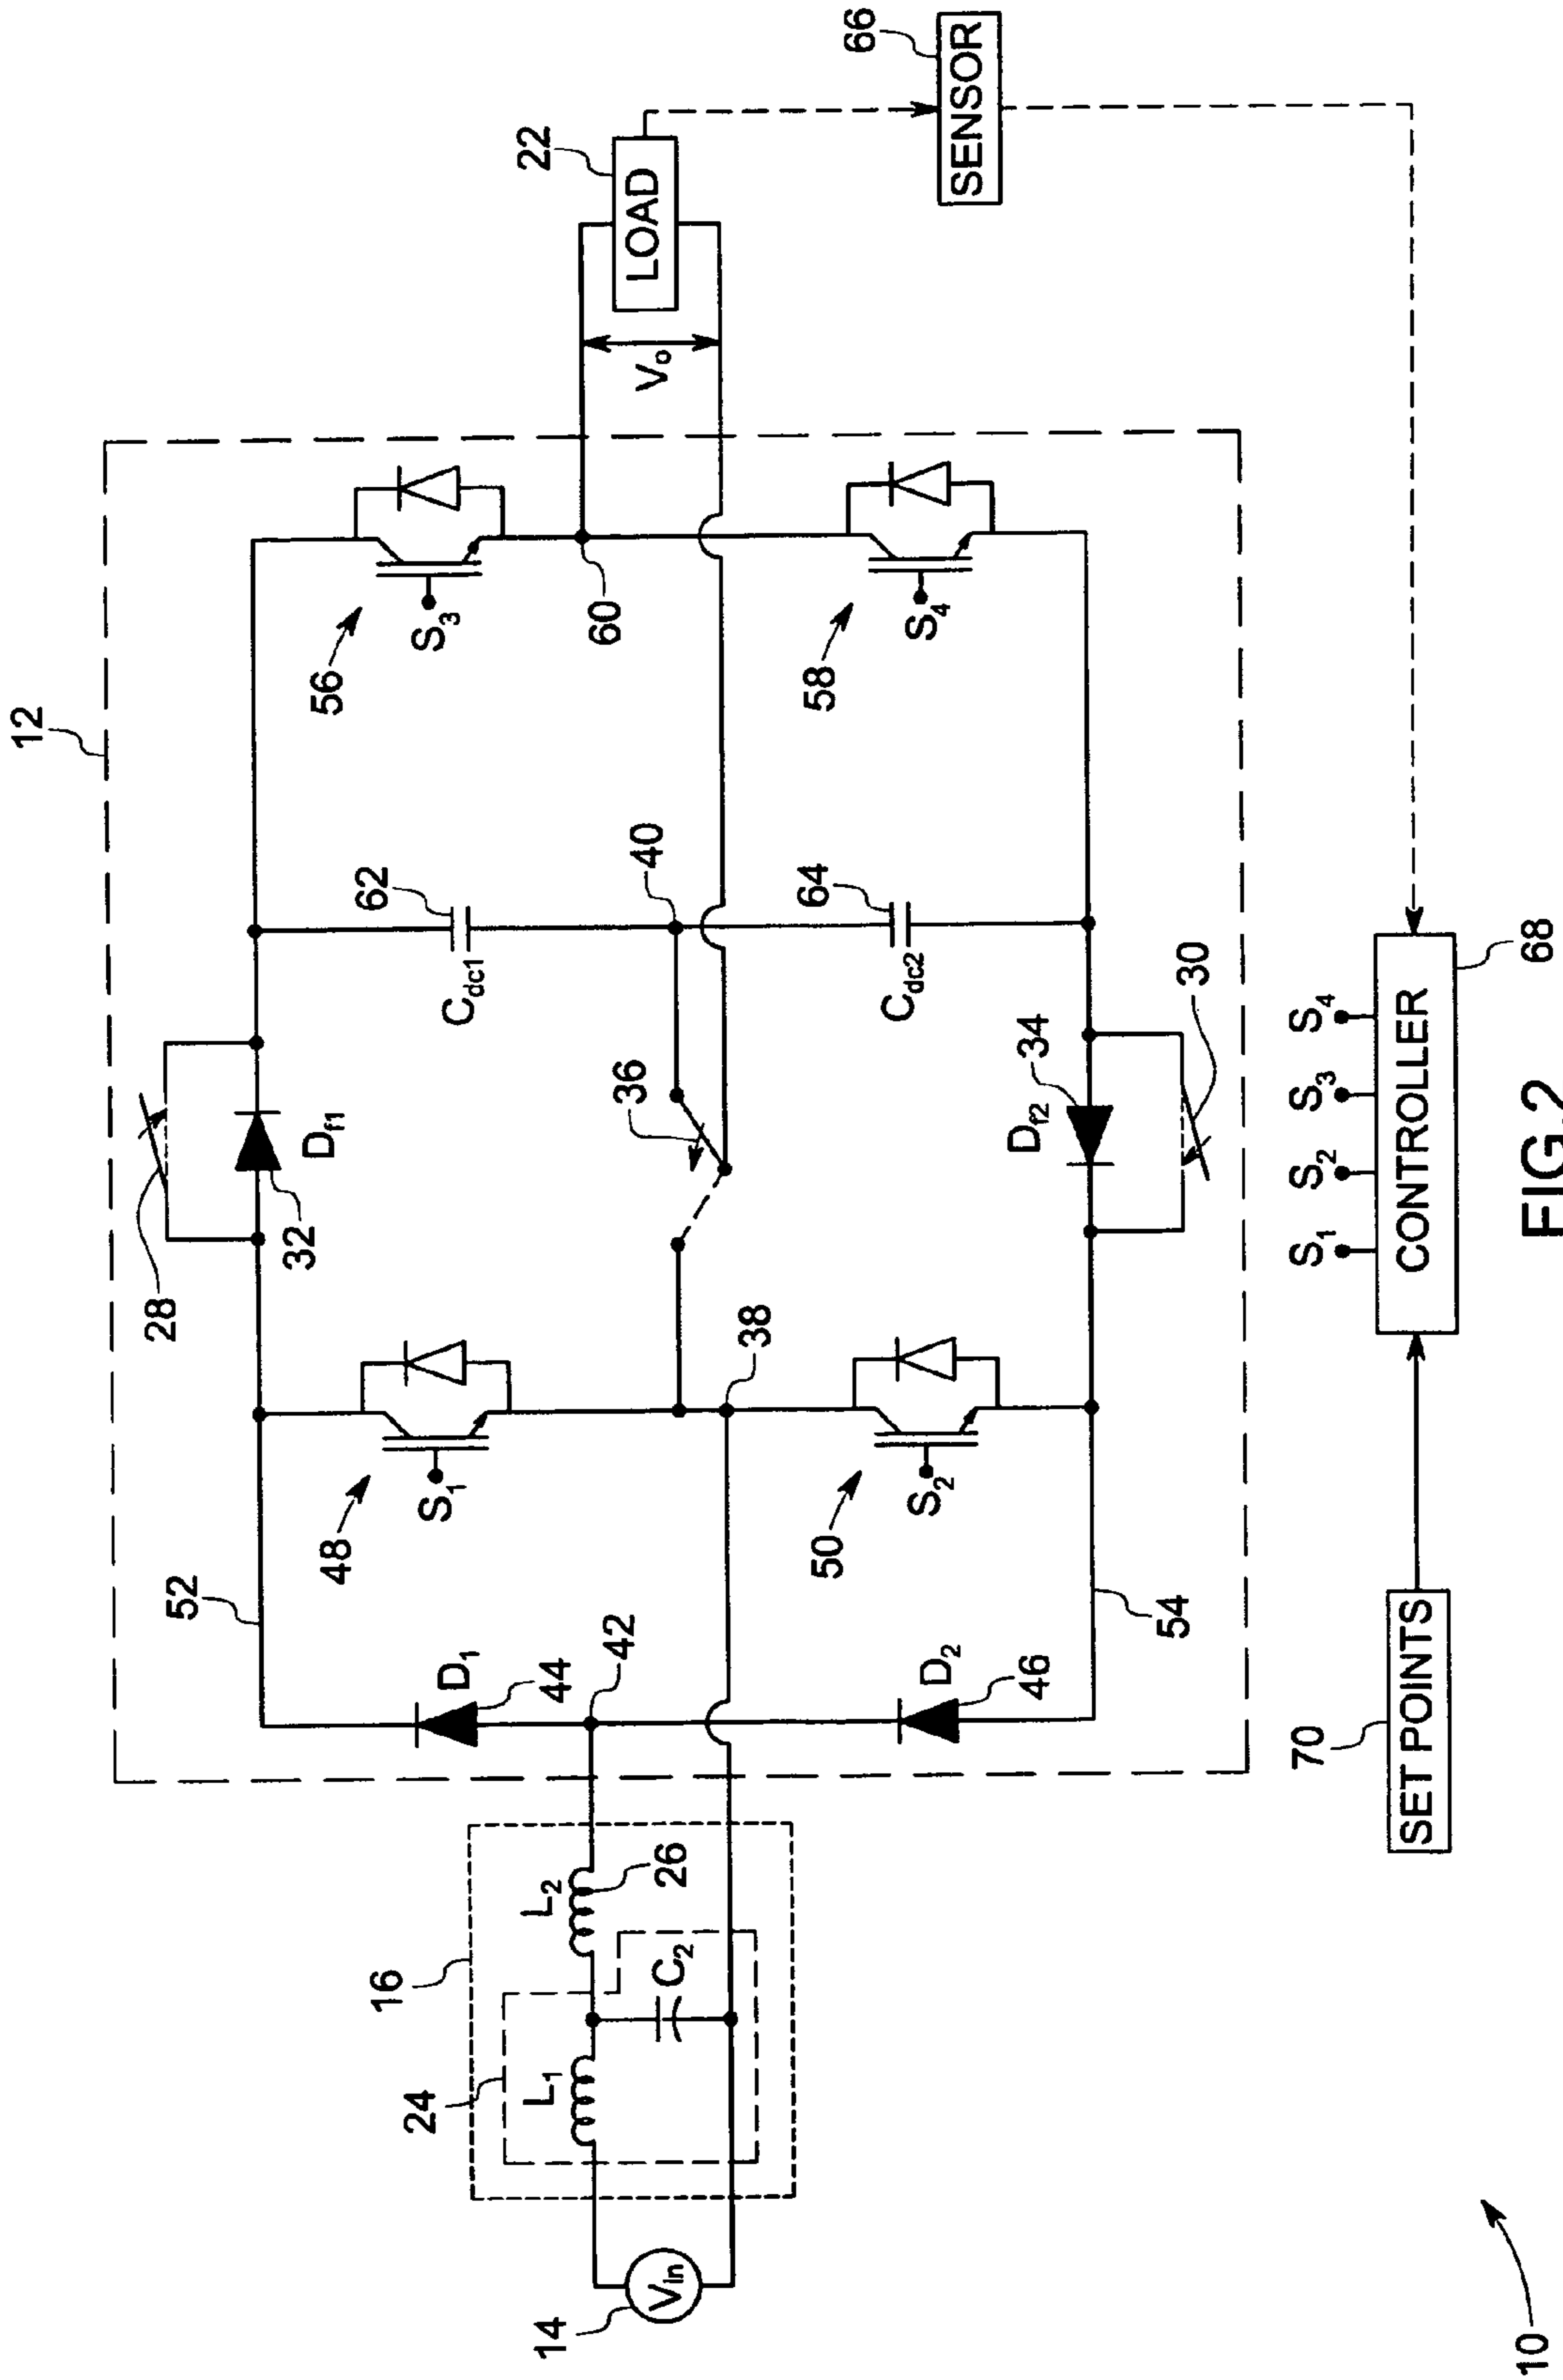 12
28
32
Df1
52
D1
44
42
D2
46
54
48
S1
50
S2
38
36
40
62
Cdc1
64
Cdc2
Df2
34
30
56
S3
60
58
S4
Vo
22
LOAD
66
SENSOR
16
24
L1
L2
26
C2
14
Vin
70
SET POINTS
S1 S2 S3 S4
CONTROLLER
68
10
FIG.2